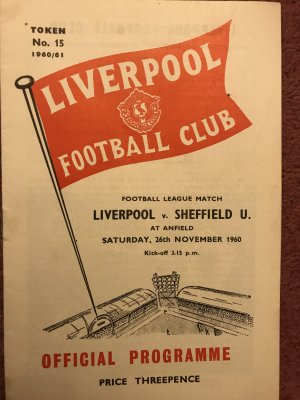 TOKEN
No. 15
1960/61
LIVERPOOL
FOOTBALL CLUB
FOOTBALL LEAGUE MATCH
LIVERPOOL v. SHEFFIELD U.
AT ANFIELD
SATURDAY, 26th NOVEMBER 1960
Kick-off 3.15 p.m.
OFFICIAL PROGRAMME
PRICE THREEPENCE